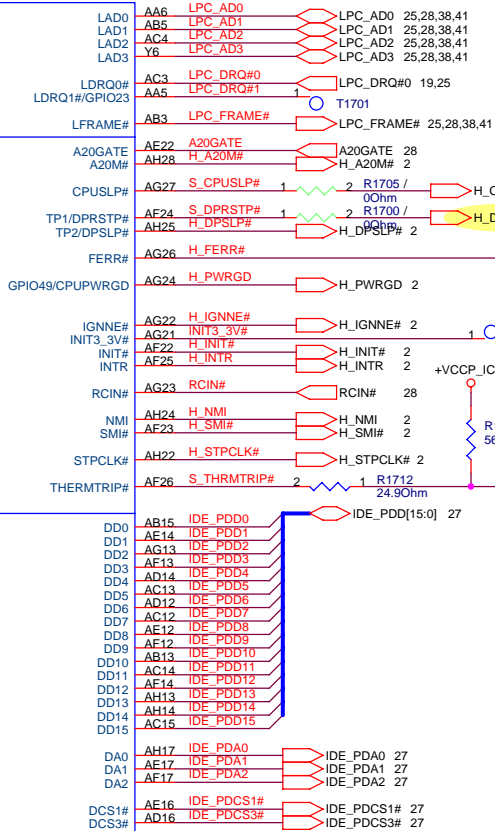 LAD0 AA6 LPC_AD0 LPC_AD0 25,28,38,41
LAD1 AB5 LPC_AD1 LPC_AD1 25,28,38,41
LAD2 AC4 LPC_AD2 LPC_AD2 25,28,38,41
LAD3 Y6 LPC_AD3 LPC_AD3 25,28,38,41
LDRQ0# AC3 LPC_DRQ#0 LPC_DRQ#0 19,25
LDRQ1#/GPIO23 AA5 LPC_DRQ#1 1 T1701
LFRAME# AB3 LPC_FRAME# LPC_FRAME# 25,28,38,41
A20GATE AE22 A20GATE A20GATE 28
A20M# AH28 H_A20M# H_A20M# 2
CPUSLP# AG27 S_CPUSLP# 1 2 R1705 / 0Ohm
TP1/DPRSTP# AF24 S_DPRSTP# 1 2 R1700 / 0Ohm
TP2/DPSLP# AH25 H_DPSLP# H_DPSLP# 2
FERR# AG26 H_FERR#
GPIO49/CPUPWRGD AG24 H_PWRGD H_PWRGD 2
IGNNE# AG22 H_IGNNE# H_IGNNE# 2
INIT3_3V# AG21 INIT3_3V# 1
INIT# AF22 H_INIT# H_INIT# 2
INTR AF25 H_INTR H_INTR 2
+VCCP_IC
RCIN# AG23 RCIN# RCIN# 28
NMI AH24 H_NMI H_NMI 2
SMI# AF23 H_SMI# H_SMI# 2
STPCLK# AH22 H_STPCLK# H_STPCLK# 2
THERMTRIP# AF26 S_THRMTRIP# 2 1 R1712
24.9Ohm
IDE_PDD[15:0] 27
DD0 AB15 IDE_PDD0
DD1 AE14 IDE_PDD1
DD2 AG13 IDE_PDD2
DD3 AF13 IDE_PDD3
DD4 AD14 IDE_PDD4
DD5 AC13 IDE_PDD5
DD6 AD12 IDE_PDD6
DD7 AC12 IDE_PDD7
DD8 AE12 IDE_PDD8
DD9 AF12 IDE_PDD9
DD10 AB13 IDE_PDD10
DD11 AC14 IDE_PDD11
DD12 AF14 IDE_PDD12
DD13 AH13 IDE_PDD13
DD14 AH14 IDE_PDD14
DD15 AC15 IDE_PDD15
DA0 AH17 IDE_PDA0 IDE_PDA0 27
DA1 AE17 IDE_PDA1 IDE_PDA1 27
DA2 AF17 IDE_PDA2 IDE_PDA2 27
DCS1# AE16 IDE_PDCS1# IDE_PDCS1# 27
DCS3# AD16 IDE_PDCS3# IDE_PDCS3# 27